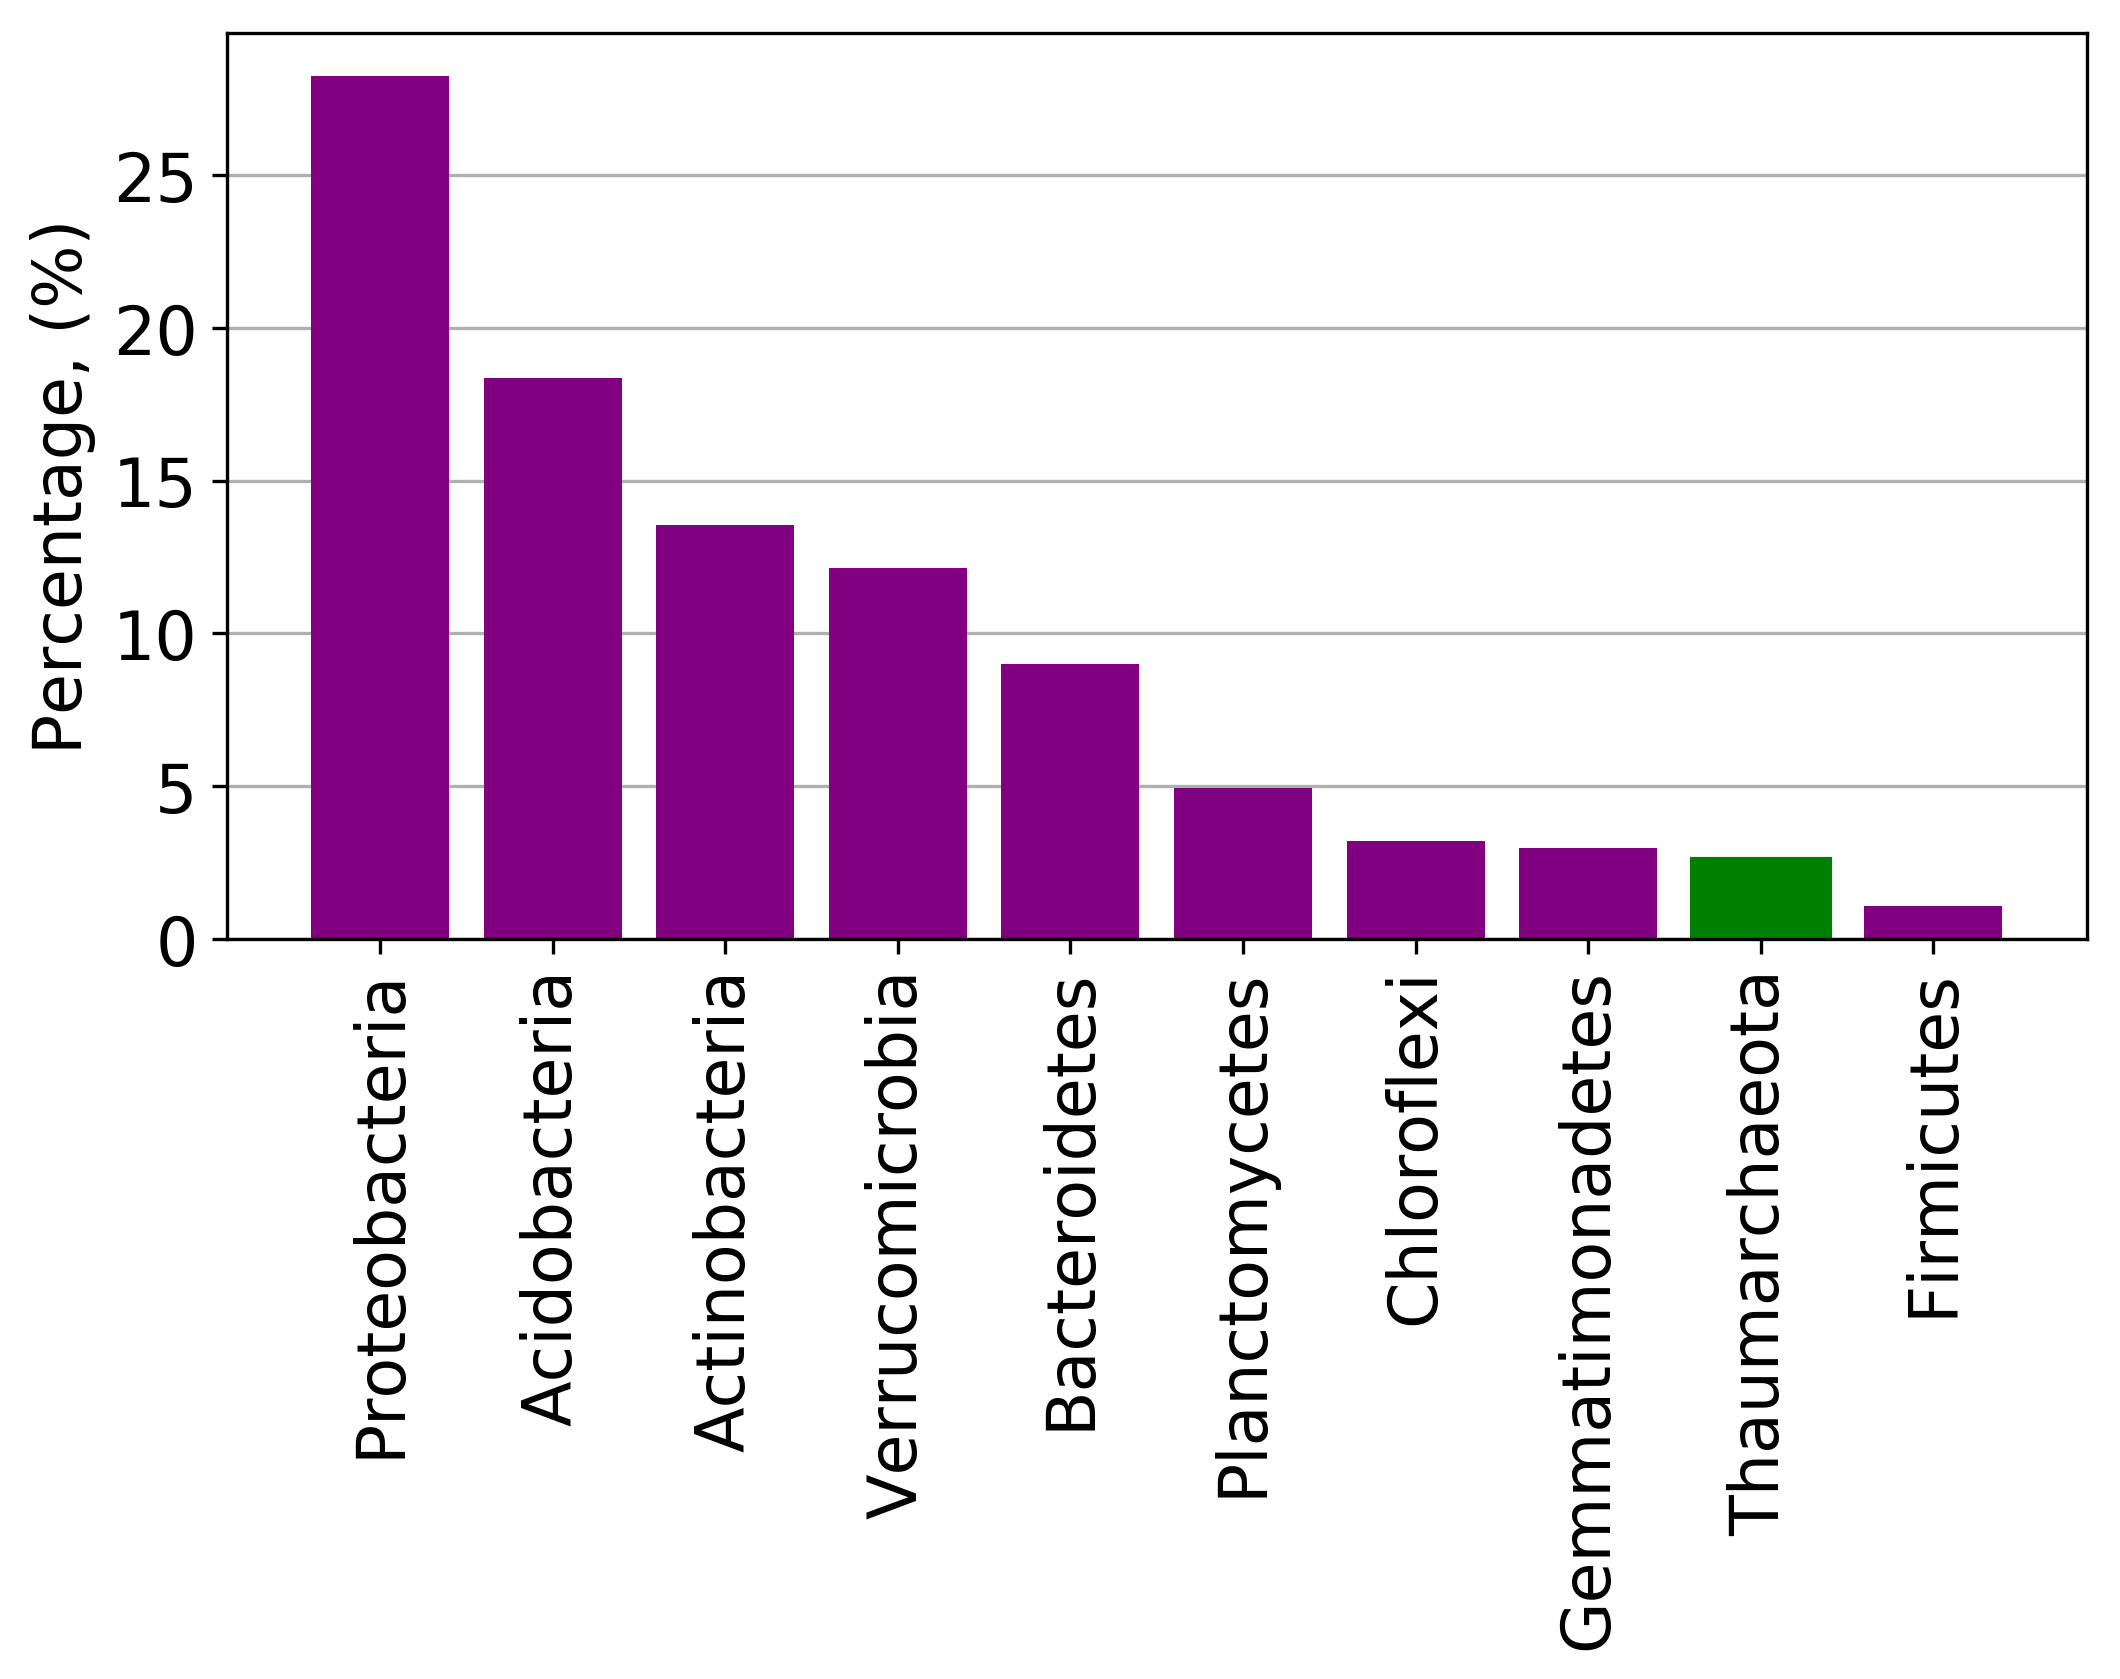 Percentage, (%)
25
20
15
10
5
0
Proteobacteria
Acidobacteria
Actinobacteria
Verrucomicrobia
Bacteroidetes
Planctomycetes
Chloroflexi
Gemmatimonadetes
Thaumarchaeota
Firmicutes